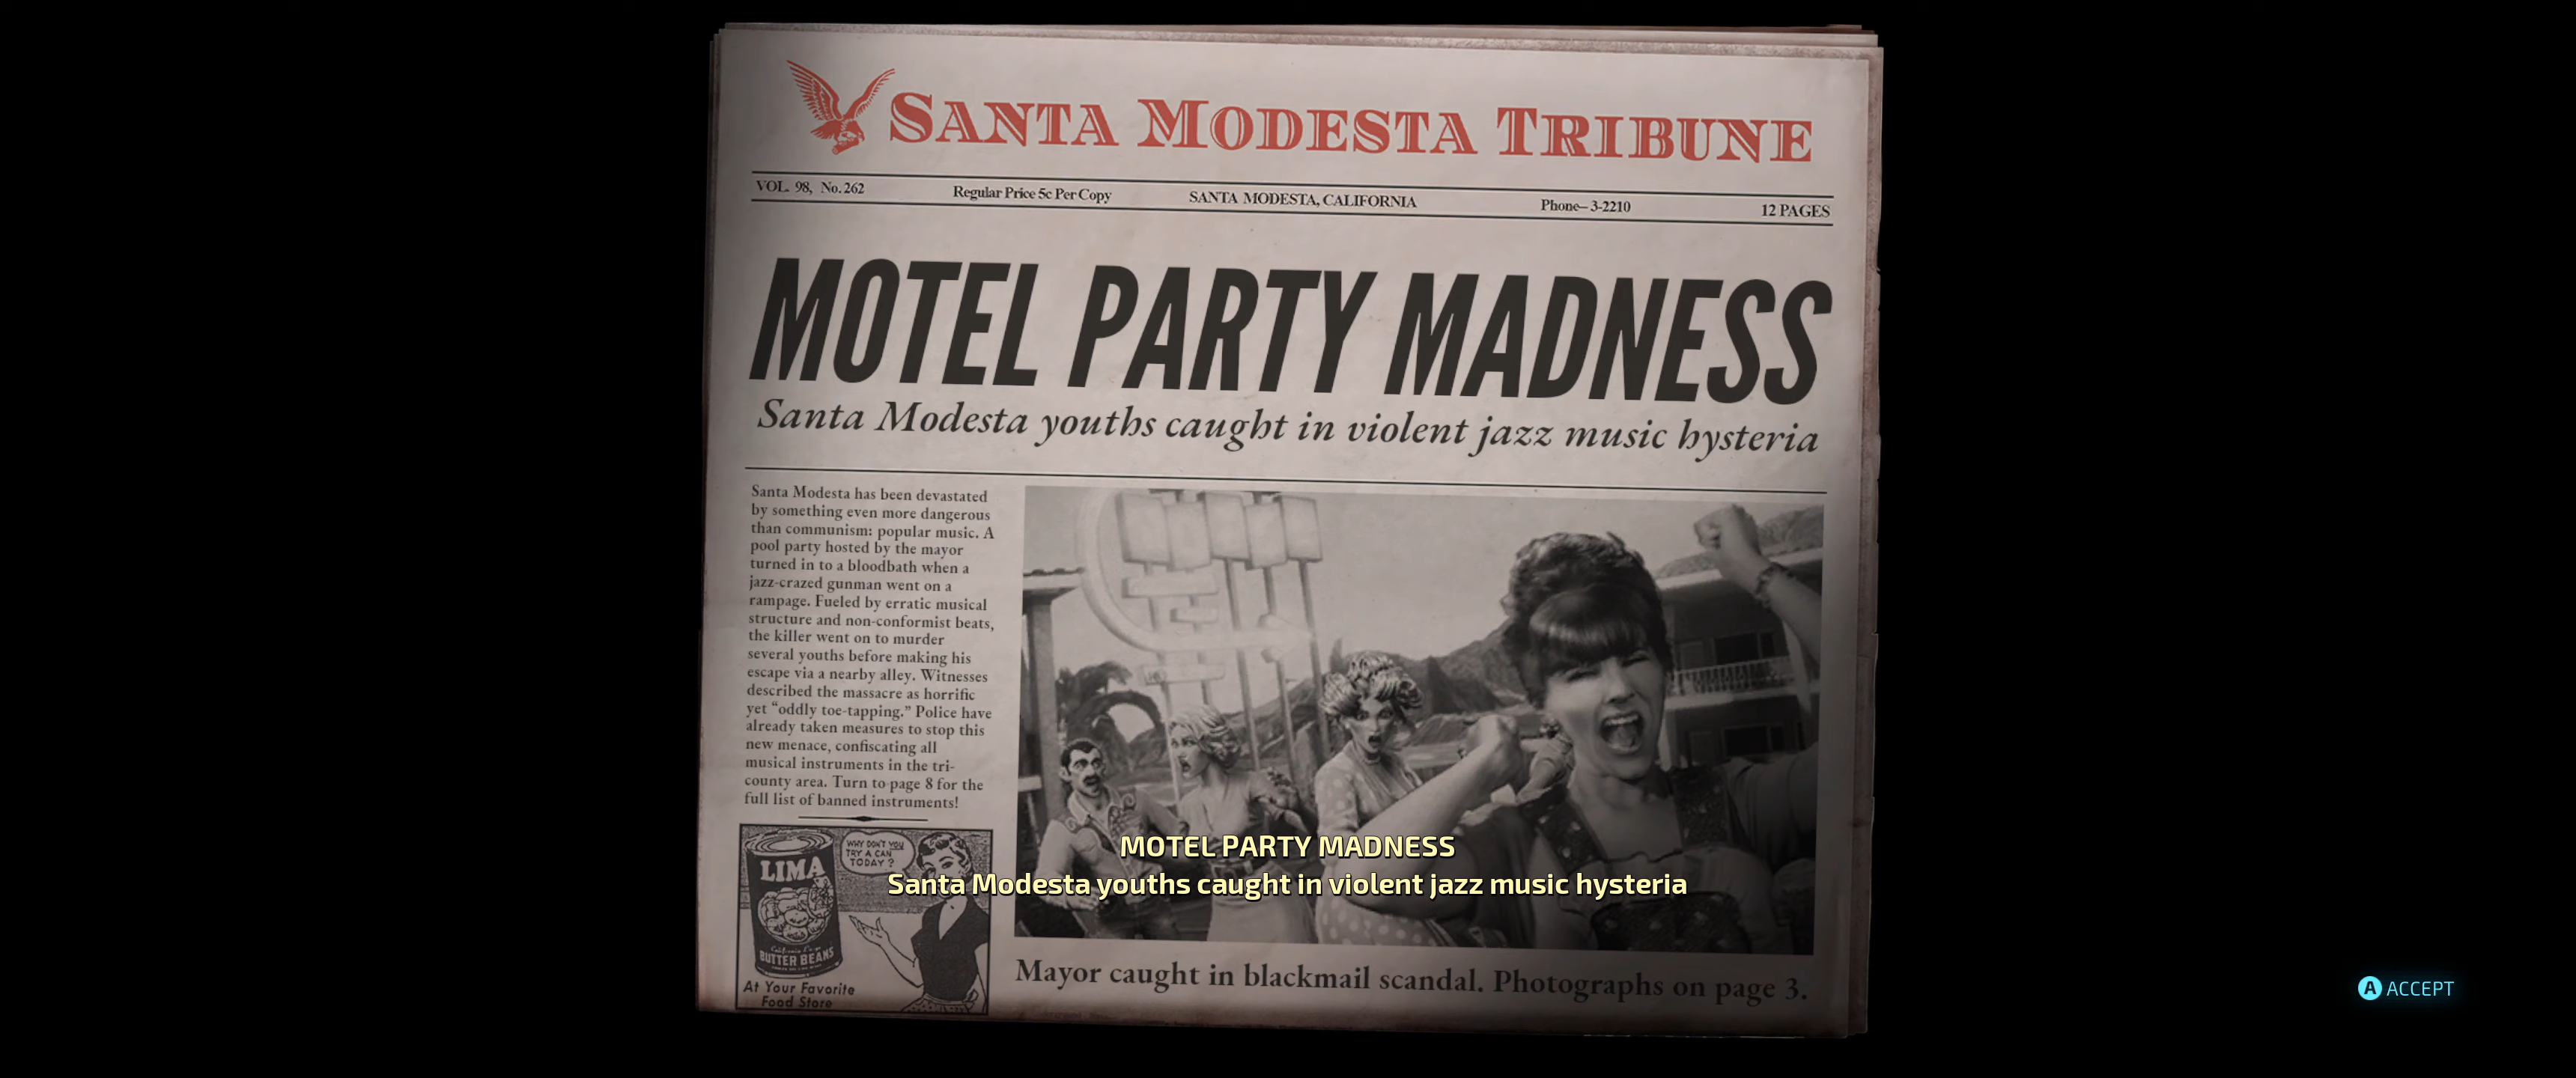 SANTA MODESTA TRIBUNE
VOL. 98, No. 262
Regular Price 5c Per Copy
SANTA MODESTA, CALIFORNIA
Phone– 3-2210
12 PAGES
MOTEL PARTY MADNESS
Santa Modesta youths caught in violent jazz music hysteria
Santa Modesta has been devastated
by something even more dangerous
than communism: popular music. A
pool party hosted by the mayor
turned in to a bloodbath when a
jazz-crazed gunman went on a
rampage. Fueled by erratic musical
structure and non-conformist beats,
the killer went on to murder
several youths before making his
escape via a nearby alley. Witnesses
described the massacre as horrific
yet “oddly toe-tapping.” Police have
already taken measures to stop this
new menace, confiscating all
musical instruments in the tri-
county area. Turn to page 8 for the
full list of banned instruments!
WHY DON'T YOU
TRY A CAN
TODAY?
LIMA
BUTTER BEANS
At Your Favorite
Food Store
MOTEL PARTY MADNESS
Santa Modesta youths caught in violent jazz music hysteria
Mayor caught in blackmail scandal. Photographs on page 3.
A ACCEPT